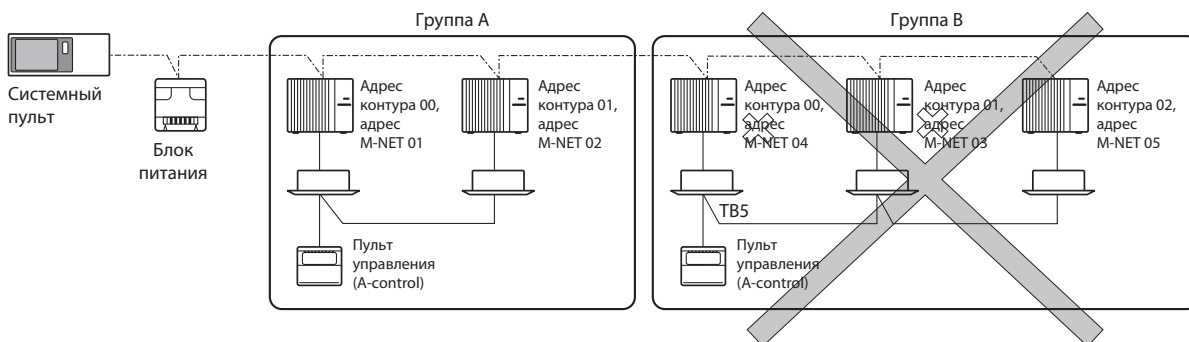 Группа A
Группа B
Системный
пульт
Блок
питания
Адрес
контура 00,
адрес
M-NET 01
Адрес
контура 01,
адрес
M-NET 02
Пульт
управления
(A-control)
Адрес
контура 00,
адрес
M-NET 04
Адрес
контура 01,
адрес
M-NET 03
Адрес
контура 02,
адрес
M-NET 05
TB5
Пульт
управления
(A-control)